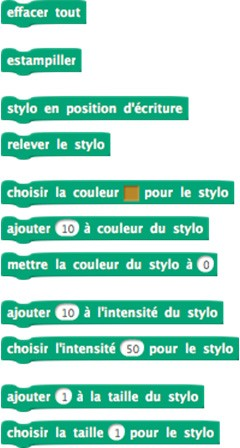 effacer tout
estampiller
stylo en position d'écriture
relever le stylo
choisir la couleur pour le stylo
ajouter 10 à couleur du stylo
mettre la couleur du stylo à 0
ajouter 10 à l'intensité du stylo
choisir l'intensité 50 pour le stylo
ajouter 1 à la taille du stylo
choisir la taille 1 pour le stylo